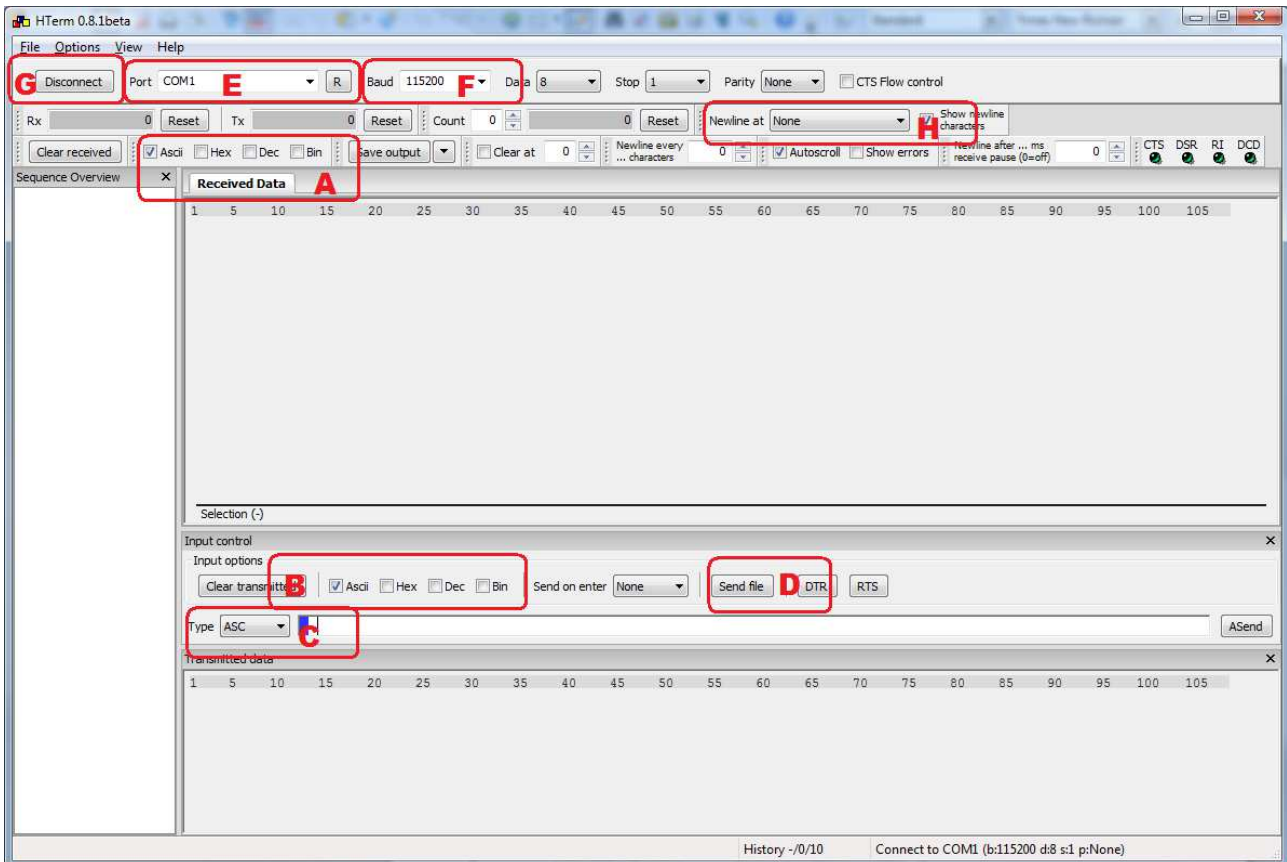 HTerm 0.8.1beta
File Options View Help
G Disconnect Port COM1 E R Baud 115200 F Data 8 Stop 1 Parity None CTS Flow control
Rx 0 Reset Tx 0 Reset Count 0 0 Reset Newline at None H Show newline
characters
Clear received Ascii Hex Dec Bin Save output Clear at 0 Newline every
... characters 0 Autoscroll Show errors Newline after ... ms
receive pause (0=off) 0 CTS DSR RI DCD
Sequence Overview Received Data A
1 5 10 15 20 25 30 35 40 45 50 55 60 65 70 75 80 85 90 95 100 105
Selection (-)
Input control
Input options
Clear transmitted B Ascii Hex Dec Bin Send on enter None Send file D DTR RTS
Type ASC C ASend
Transmitted data
1 5 10 15 20 25 30 35 40 45 50 55 60 65 70 75 80 85 90 95 100 105
History -/0/10 Connect to COM1 (b:115200 d:8 s:1 p:None)